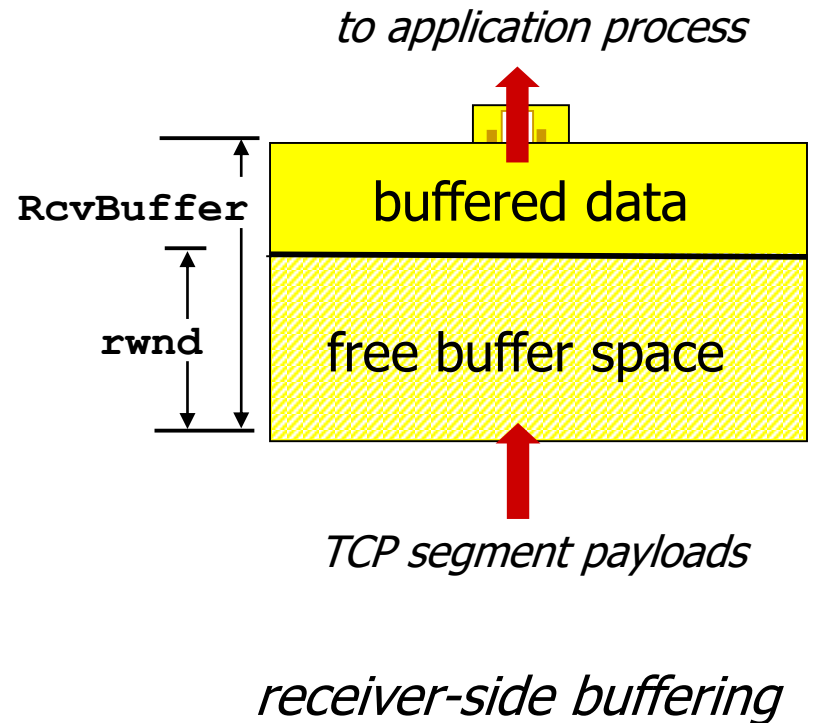 to application process
RcvBuffer
buffered data
rwnd
free buffer space
TCP segment payloads
receiver-side buffering